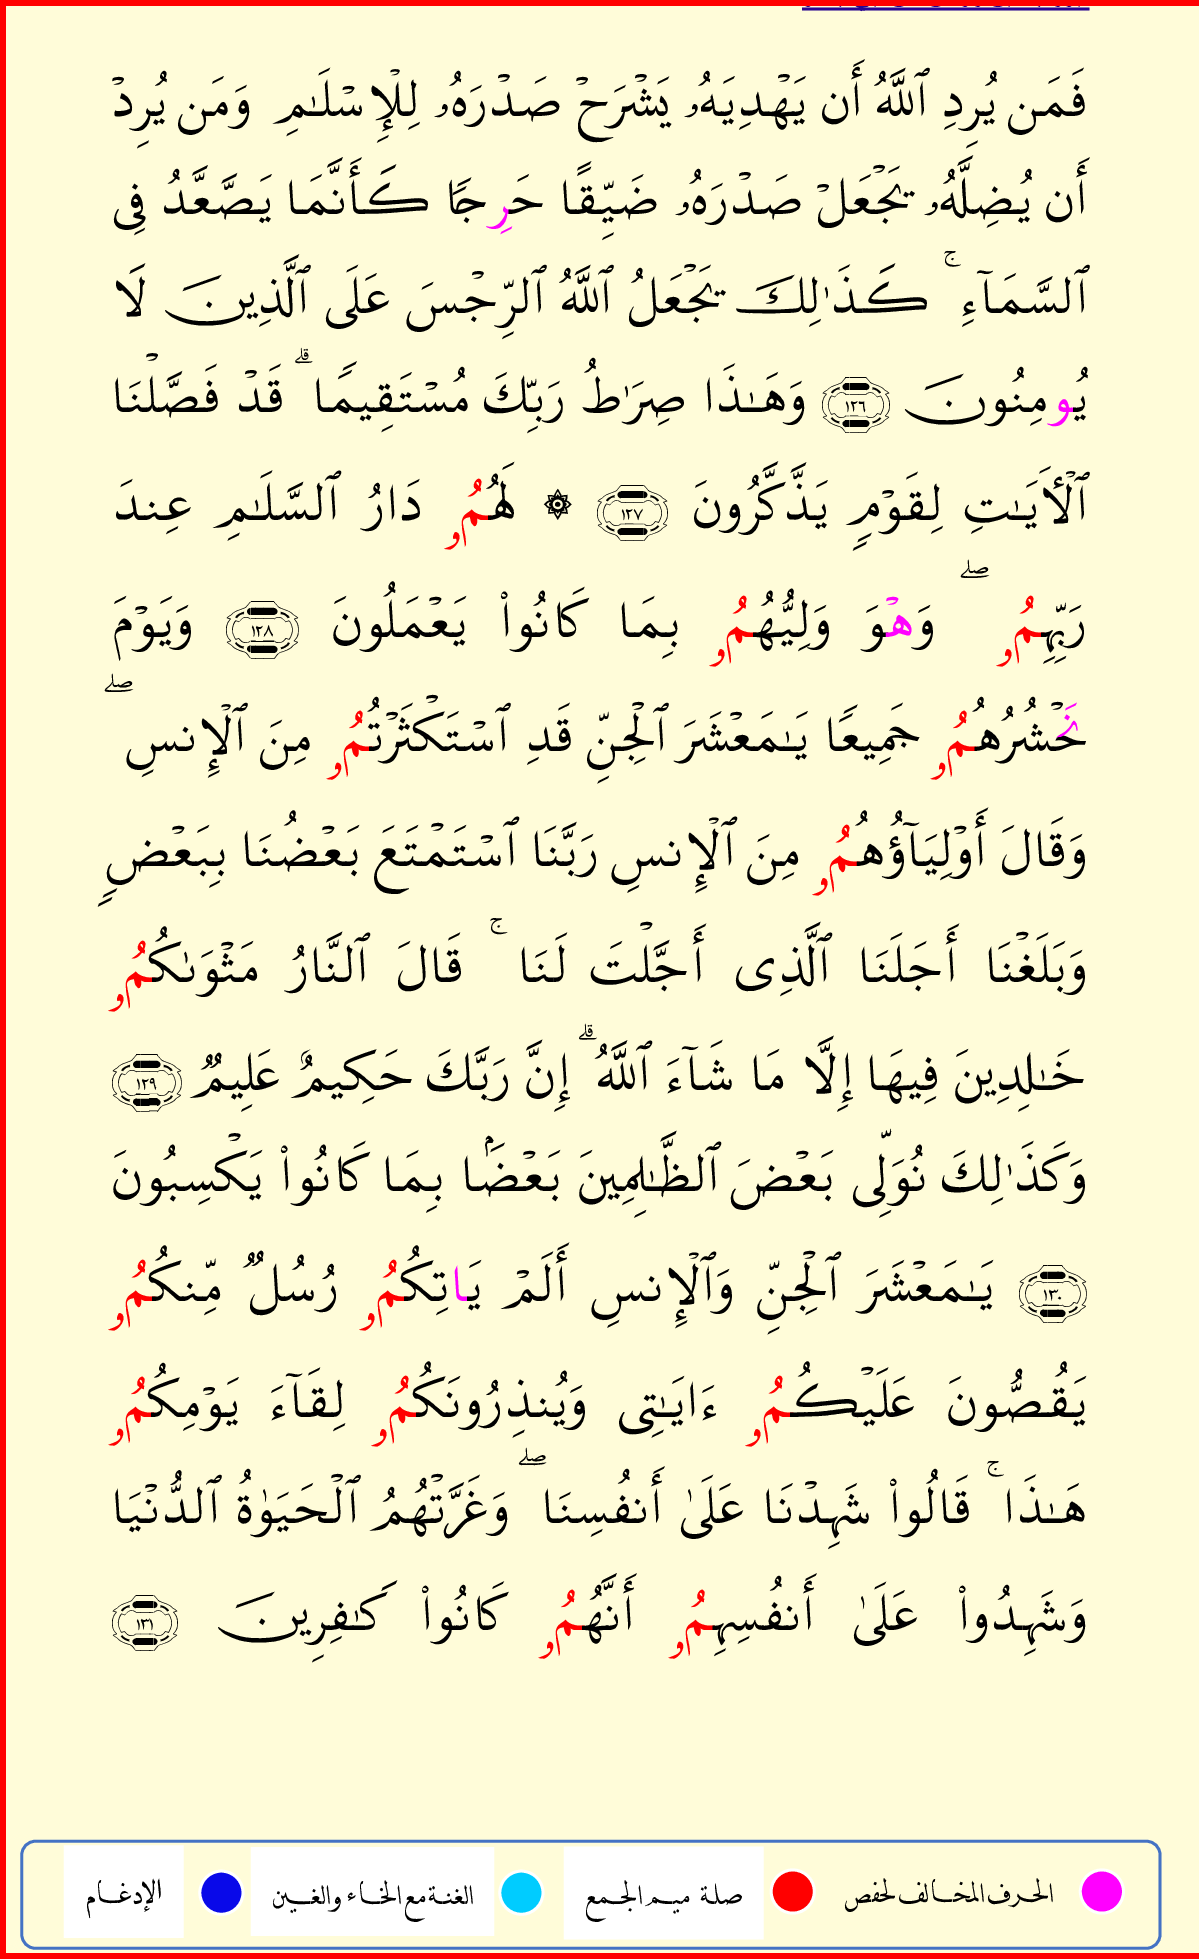 فَمَن يُرِدِ ٱللَّهُ أَن يَهْدِيَهُۥ يَشْرَحْ صَدْرَهُۥ لِلْإِسْلَـٰمِ وَمَن يُرِدْ
أَن يُضِلَّهُۥ يَجْعَلْ صَدْرَهُۥ ضَيِّقًا حَرِجًا كَأَنَّمَا يَصَّعَّدُ فِى
ٱلسَّمَآءِ ۚ كَذَٰلِكَ يَجْعَلُ ٱللَّهُ ٱلرِّجْسَ عَلَى ٱلَّذِينَ لَا
يُومِنُونَ ١٢٦ وَهَـٰذَا صِرَٰطُ رَبِّكَ مُسْتَقِيمًا ۗ قَدْ فَصَّلْنَا
ٱلْأَيَـٰتِ لِقَوْمٍ يَذَّكَّرُونَ ١٢٧ ۞ لَهُمُۥ دَارُ ٱلسَّلَـٰمِ عِندَ
رَبِّهِمُۥ ۖ وَهْوَ وَلِيُّهُمُۥ بِمَا كَانُوا۟ يَعْمَلُونَ ١٢٨ وَيَوْمَ
نَحْشُرُهُمُۥ جَمِيعًا يَـٰمَعْشَرَ ٱلْجِنِّ قَدِ ٱسْتَكْثَرْتُمُۥ مِنَ ٱلْإِنسِ ۖ
وَقَالَ أَوْلِيَآؤُهُمُۥ مِنَ ٱلْإِنسِ رَبَّنَا ٱسْتَمْتَعَ بَعْضُنَا بِبَعْضٍ
وَبَلَغْنَا أَجَلَنَا ٱلَّذِى أَجَّلْتَ لَنَا ۚ قَالَ ٱلنَّارُ مَثْوَىٰكُمُۥ
خَـٰلِدِينَ فِيهَا إِلَّا مَا شَآءَ ٱللَّهُ ۗ إِنَّ رَبَّكَ حَكِيمٌ عَلِيمٌ ١٢٩
وَكَذَٰلِكَ نُوَلِّى بَعْضَ ٱلظَّـٰلِمِينَ بَعْضَۢا بِمَا كَانُوا۟ يَكْسِبُونَ
١٣٠ يَـٰمَعْشَرَ ٱلْجِنِّ وَٱلْإِنسِ أَلَمْ يَاتِكُمُۥ رُسُلٌ مِّنكُمُۥ
يَقُصُّونَ عَلَيْكُمُۥ ءَايَـٰتِى وَيُنذِرُونَكُمُۥ لِقَآءَ يَوْمِكُمُۥ
هَـٰذَا ۚ قَالُوا۟ شَهِدْنَا عَلَىٰ أَنفُسِنَا ۖ وَغَرَّتْهُمُ ٱلْحَيَوٰةُ ٱلدُّنْيَا
وَشَهِدُوا۟ عَلَىٰ أَنفُسِهِمُۥ أَنَّهُمُۥ كَانُوا۟ كَـٰفِرِينَ ١٣١
الحرف المخالف لحفص صلة ميم الجمع الغنة مع الخاء والغين الإدغام